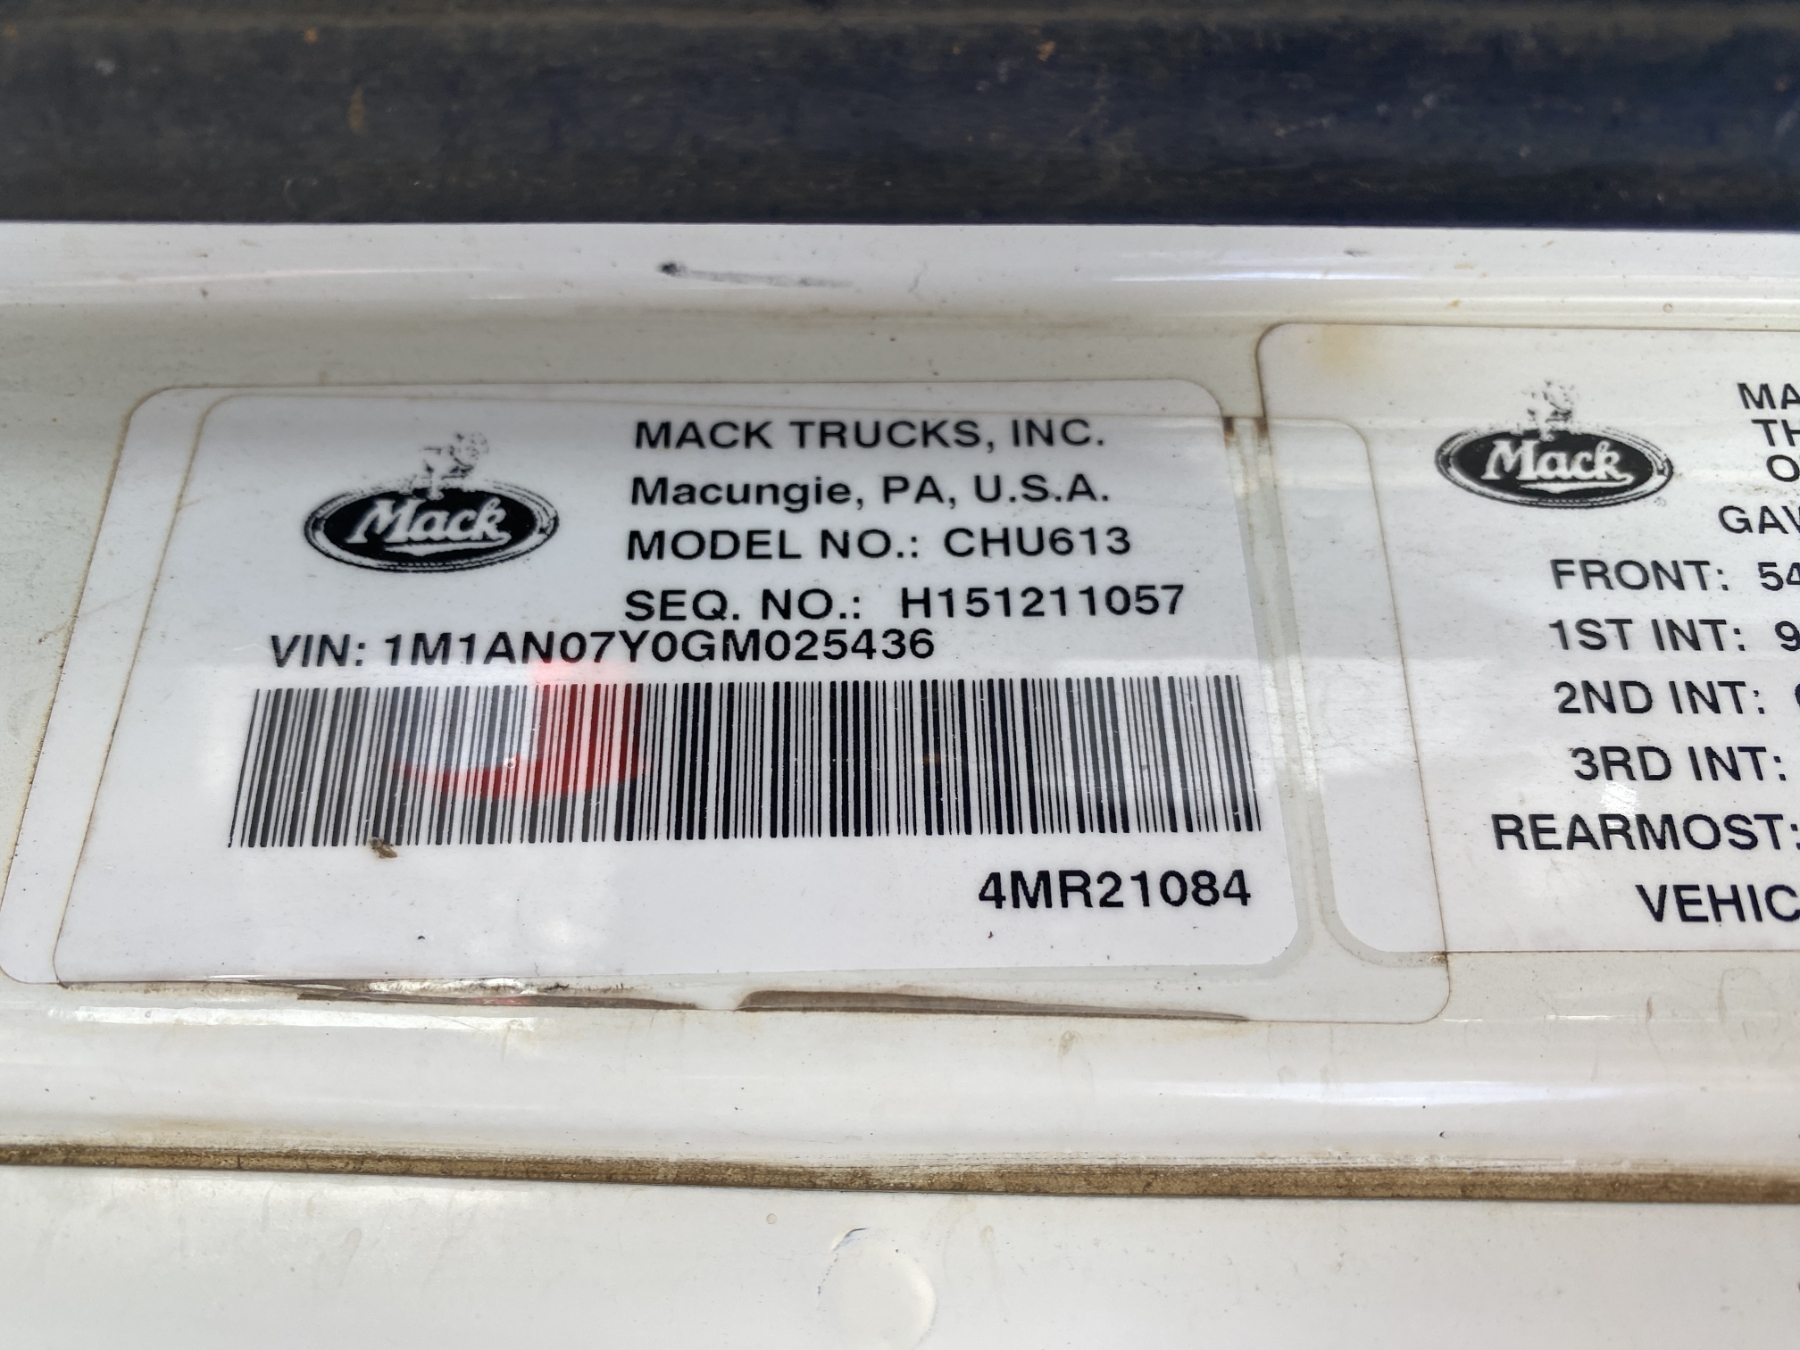 MACK TRUCKS, INC.
Macungie, PA, U.S.A.
Mack
MODEL NO.: CHU613
SEQ. NO.: H151211057
VIN: 1M1AN07Y0GM025436
4MR21084
Mack
MA
TH
O
GAW
FRONT: 54
1ST INT: 9
2ND INT:
3RD INT:
REARMOST:
VEHIC